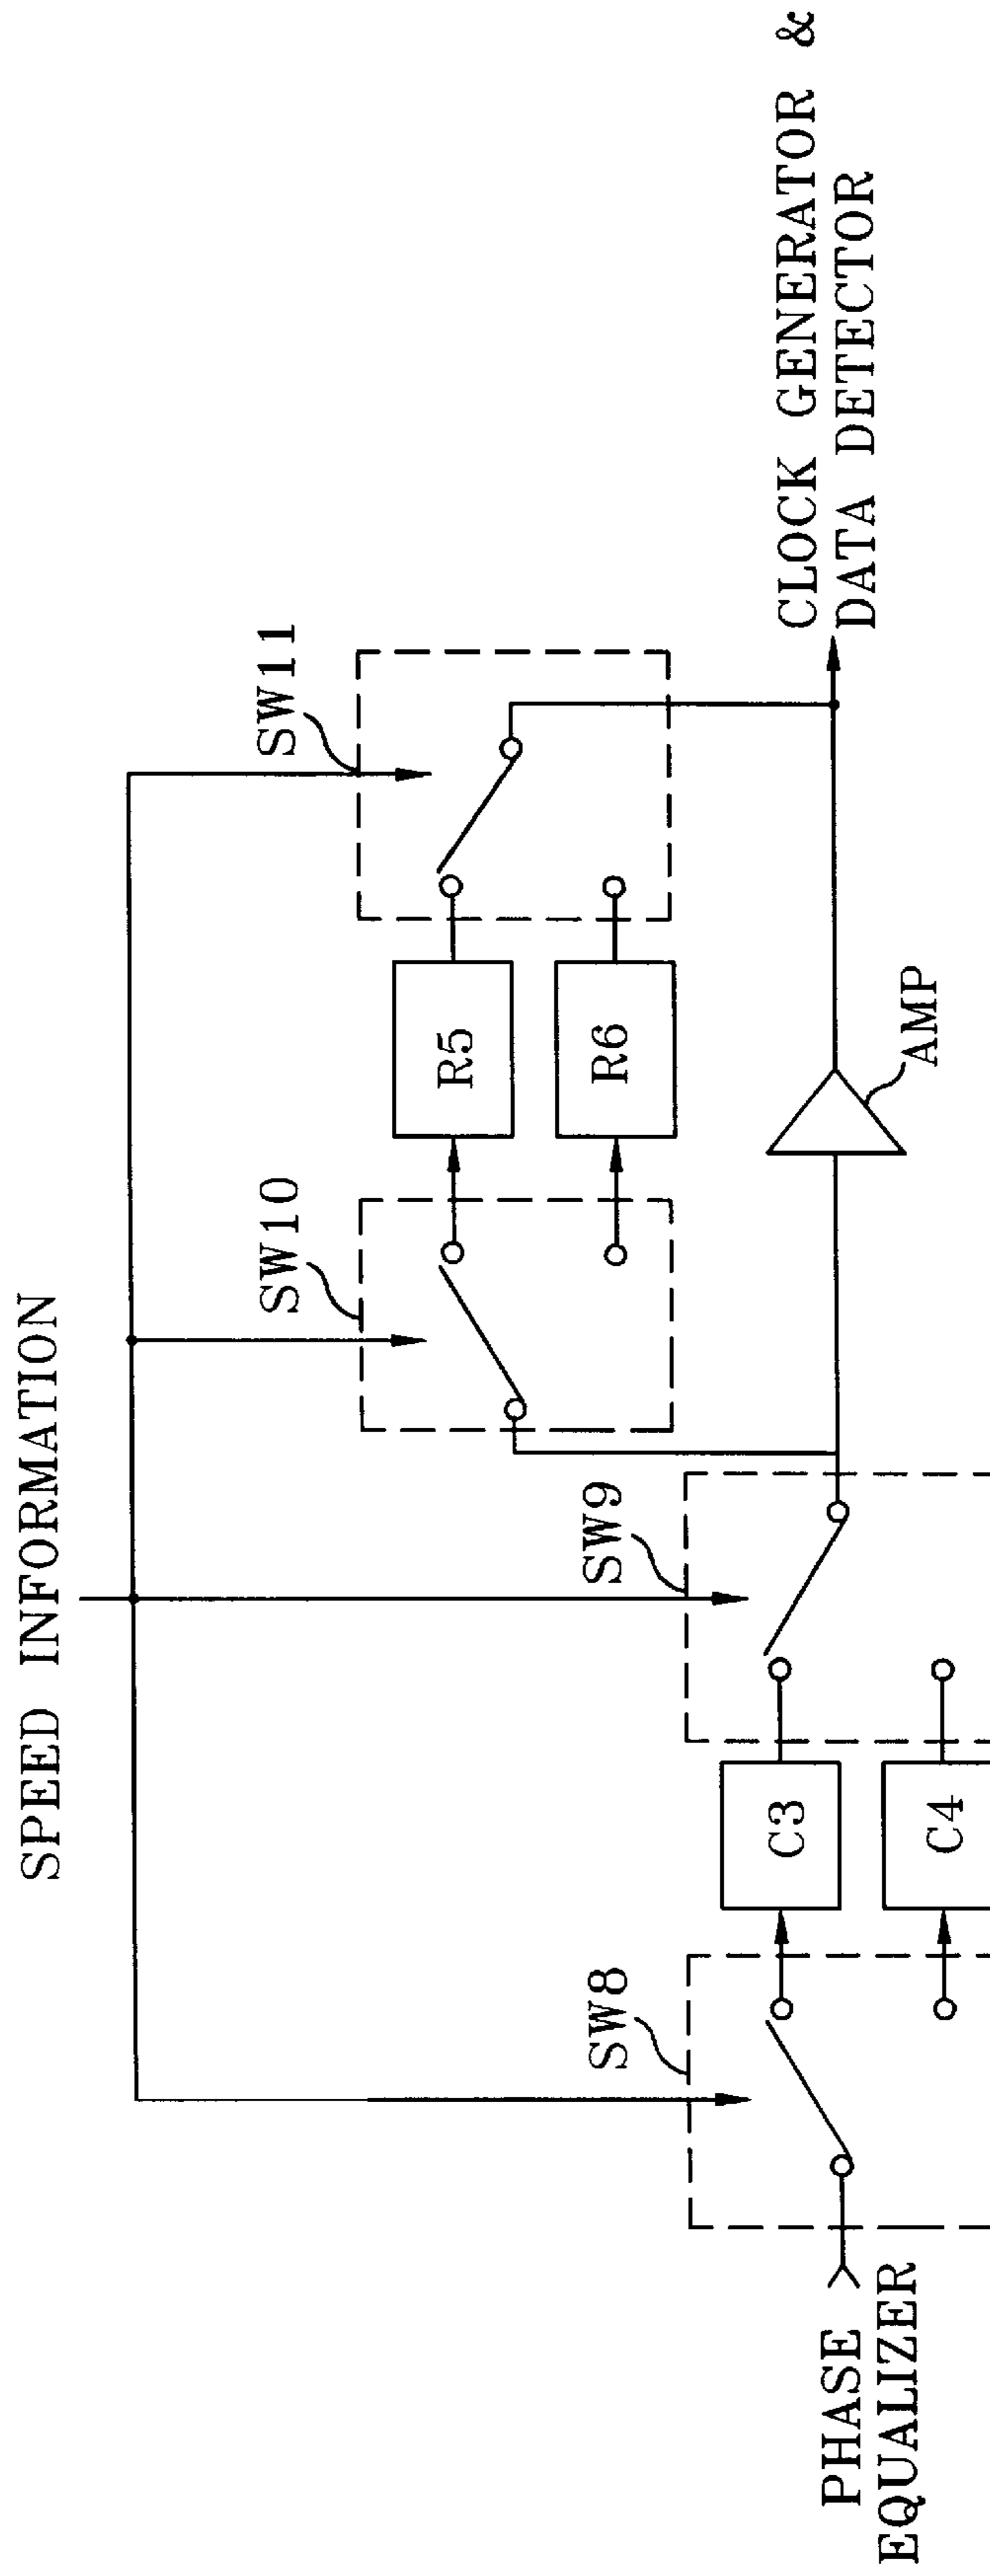 SPEED INFORMATION
SW8
SW9
SW10
SW11
C3
C4
R5
R6
AMP
PHASE
EQUALIZER
CLOCK GENERATOR &
DATA DETECTOR